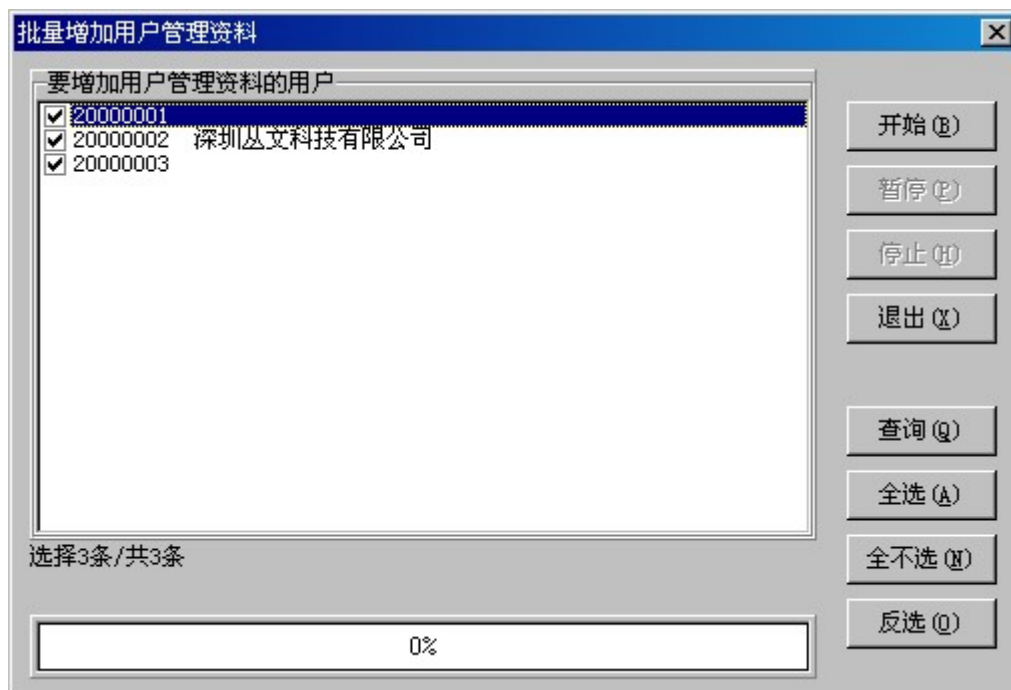 批量增加用户管理资料
要增加用户管理资料的用户
20000001
20000002 深圳丛文科技有限公司
20000003
选择3条/共3条
0%
开始(B)
暂停(P)
停止(H)
退出(X)
查询(Q)
全选(A)
全不选(N)
反选(O)